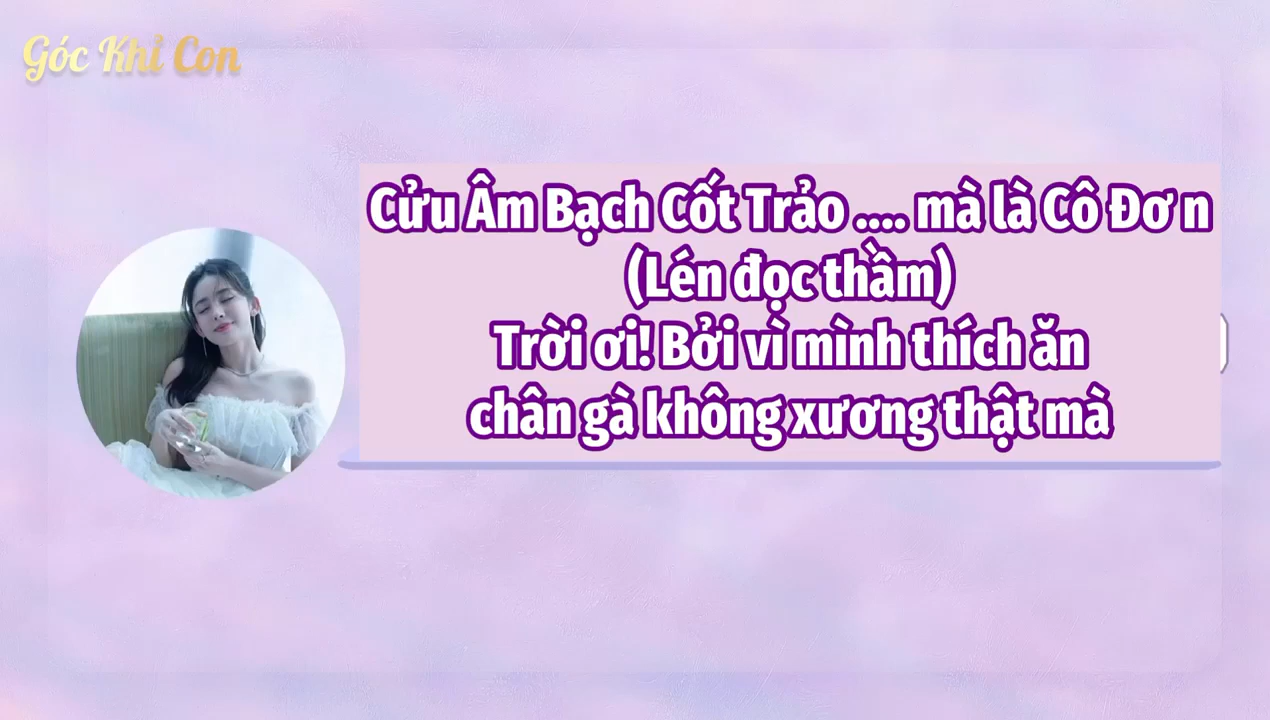 Góc Khỉ Con
Cửu Âm Bạch Cốt Trảo .... mà là Cô Đơ n
(Lén đọc thầm)
Trời ơi! Bởi vì mình thích ăn
chân gà không xương thật mà